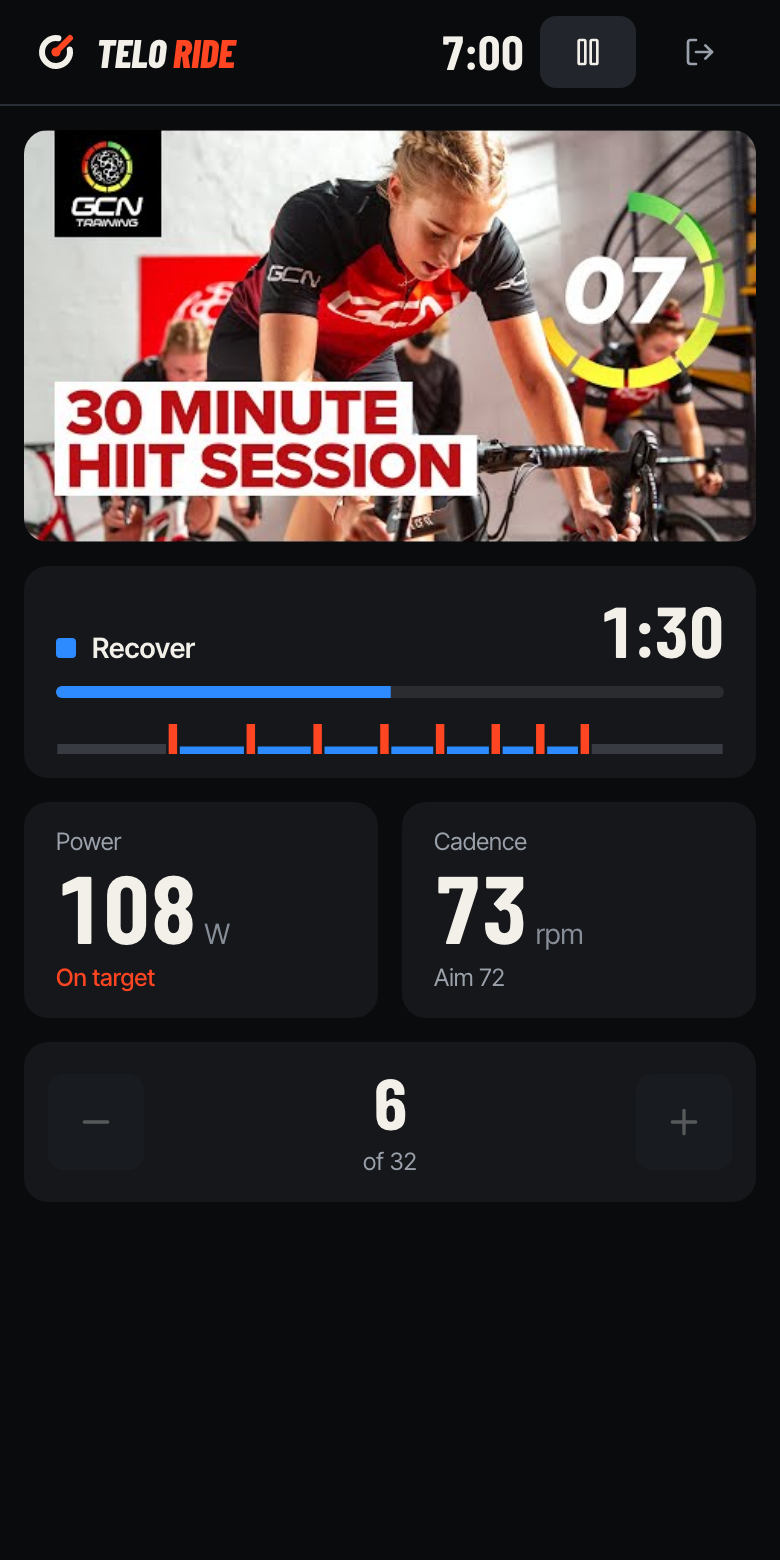 TELO RIDE
7:00
GCN
TRAINING
GCN
GCN
GCN
07
30 MINUTE
HIIT SESSION
Recover
1:30
Power
108 W
On target
Cadence
73 rpm
Aim 72
6
of 32